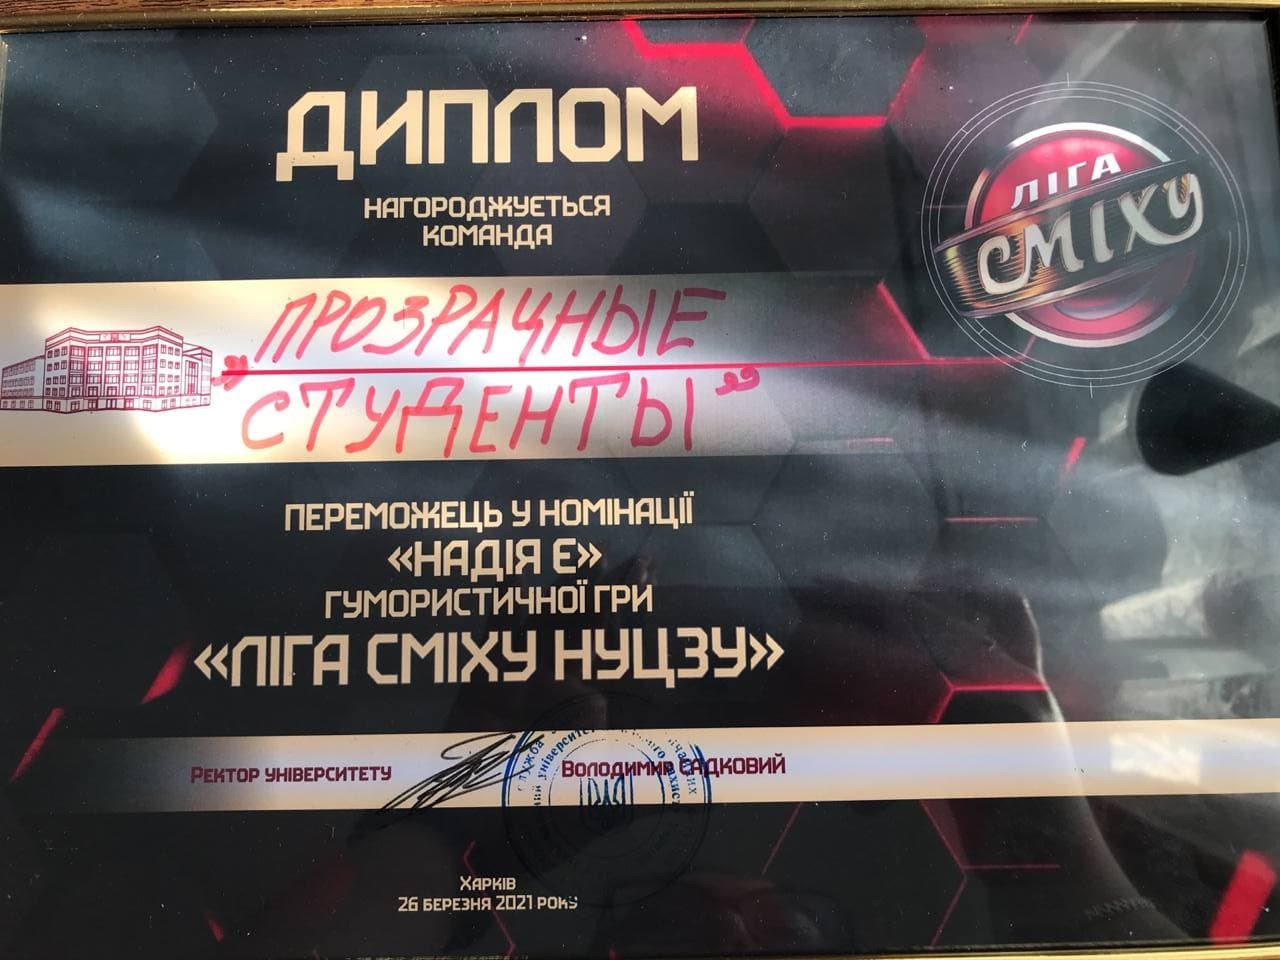 ДИПЛОМ
НАГОРОДЖУЄТЬСЯ
КОМАНДА
ЛІГА
СМІХУ
„ПРОЗРАЧНЫЕ
СТУДЕНТЫ”
ПЕРЕМОЖЕЦЬ У НОМІНАЦІЇ
«НАДІЯ Є»
ГУМОРИСТИЧНОЇ ГРИ
«ЛІГА СМІХУ НУЦЗУ»
РЕКТОР УНІВЕРСИТЕТУ
ВОЛОДИМИР САДКОВИЙ
ХАРКІВ
26 БЕРЕЗНЯ 2021 РОКУ